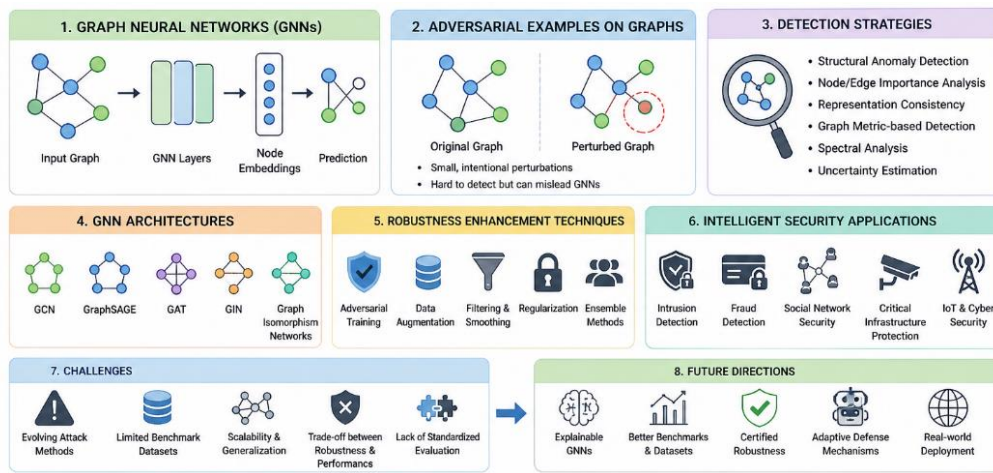 1. GRAPH NEURAL NETWORKS (GNNs)
Input Graph
GNN Layers
Node
Embeddings
Prediction
2. ADVERSARIAL EXAMPLES ON GRAPHS
Original Graph
Perturbed Graph
• Small, intentional perturbations
• Hard to detect but can mislead GNNs
3. DETECTION STRATEGIES
• Structural Anomaly Detection
• Node/Edge Importance Analysis
• Representation Consistency
• Graph Metric-based Detection
• Spectral Analysis
• Uncertainty Estimation
4. GNN ARCHITECTURES
GCN
GraphSAGE
GAT
GIN
Graph
Isomorphism
Networks
5. ROBUSTNESS ENHANCEMENT TECHNIQUES
Adversarial
Training
Data
Augmentation
Filtering &
Smoothing
Regularization
Ensemble
Methods
6. INTELLIGENT SECURITY APPLICATIONS
Intrusion
Detection
Fraud
Detection
Social Network
Security
Critical
Infrastructure
Protection
IoT & Cyber
Security
7. CHALLENGES
Evolving Attack
Methods
Limited Benchmark
Datasets
Scalability &
Generalization
Trade-off between
Robustness &
Performance
Lack of Standardized
Evaluation
8. FUTURE DIRECTIONS
Explainable
GNNs
Better Benchmarks
& Datasets
Certified
Robustness
Adaptive Defense
Mechanisms
Real-world
Deployment